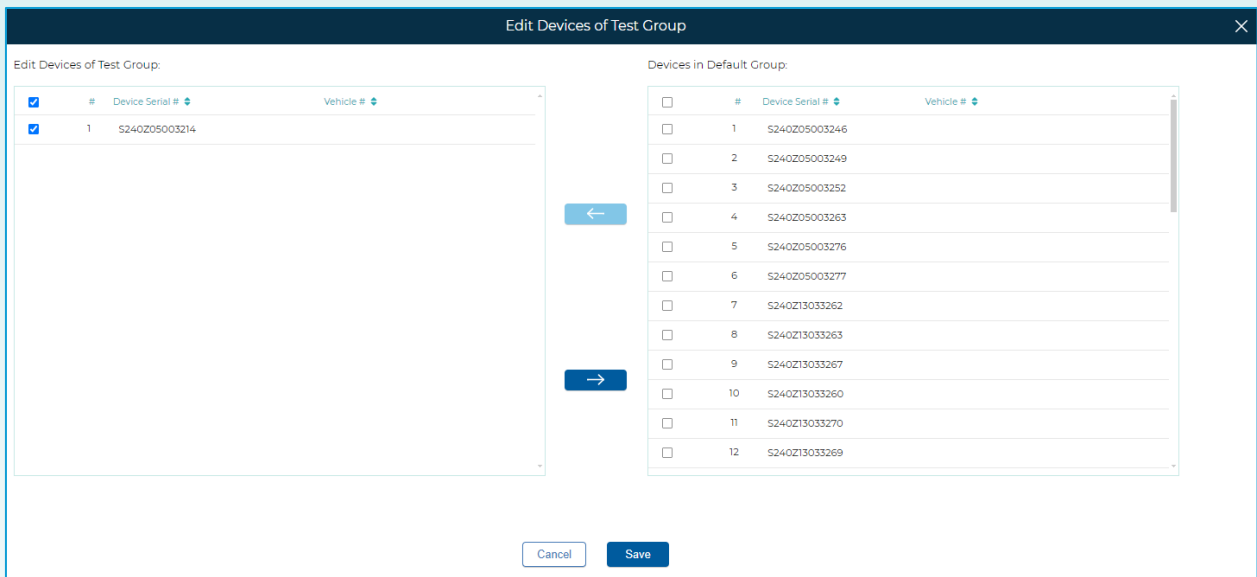 Edit Devices of Test Group
Edit Devices of Test Group:
# Device Serial # Vehicle #
1 S240Z05003214
Devices in Default Group:
# Device Serial # Vehicle #
1 S240Z05003246
2 S240Z05003249
3 S240Z05003252
4 S240Z05003263
5 S240Z05003276
6 S240Z05003277
7 S240Z13033262
8 S240Z13033263
9 S240Z13033267
10 S240Z13033260
11 S240Z13033270
12 S240Z13033269
Cancel Save